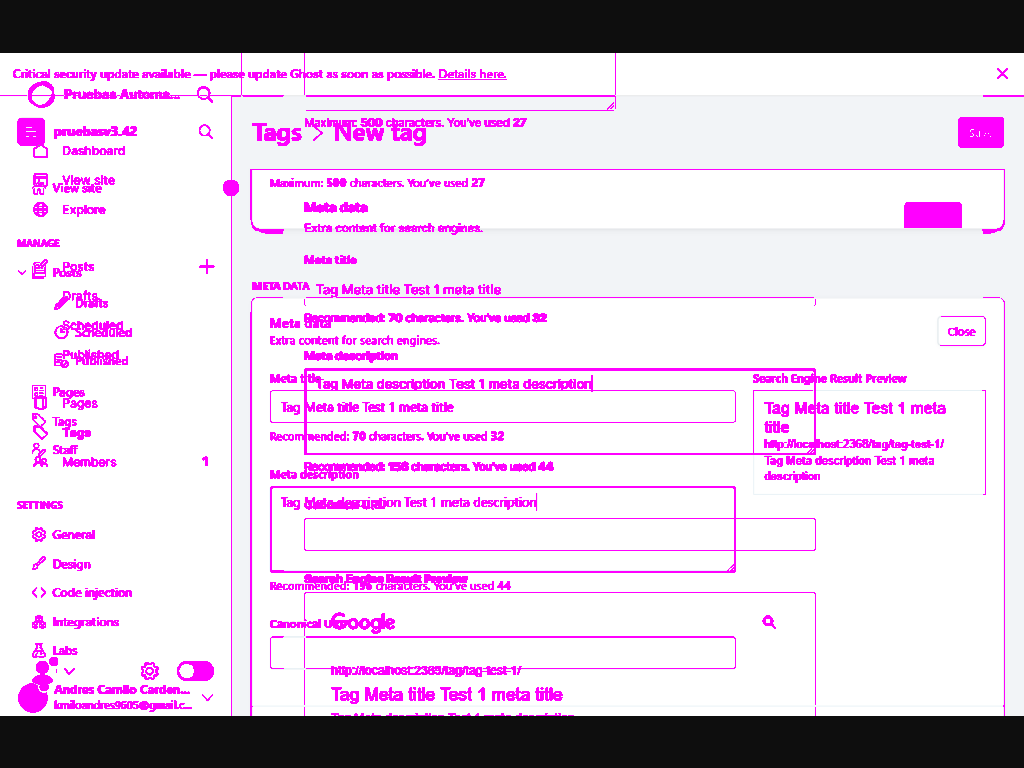 Critical security update available — please update Ghost as soon as possible. Details here.
Pruebas Automa...
Maximum: 500 characters. You've used 27
pruebasv3.42
Tags > New tag
Save
Dashboard
View site
View site
Explore
Maximum: 500 characters. You've used 27
Meta data
Extra content for search engines.
MANAGE
Meta title
Posts
Posts
META DATA
Tag Meta title Test 1 meta title
Drafts
Drafts
Recommended: 70 characters. You've used 32
Meta data
Scheduled
Scheduled
Close
Extra content for search engines.
Published
Published
Meta description
Meta title
Search Engine Result Preview
Tag Meta description Test 1 meta description
Pages
Pages
Tag Meta title Test 1 meta title
Tag Meta title Test 1 meta
title
Tags
Tags
Recommended: 70 characters. You've used 32
http://localhost:2368/tag/tag-test-1/
Staff
Members
1
Tag Meta description Test 1 meta
description
Recommended: 156 characters. You've used 44
Meta description
Tag Meta description Test 1 meta description
SETTINGS
General
Design
Search Engine Result Preview
Recommended: 156 characters. You've used 44
Code injection
Integrations
Canonical
Google
Labs
http://localhost:2368/tag/tag-test-1/
Andres Camilo Carden...
Tag Meta title Test 1 meta title
kmiloandres9605@gmail.c...
Tag Meta description Test 1 meta description